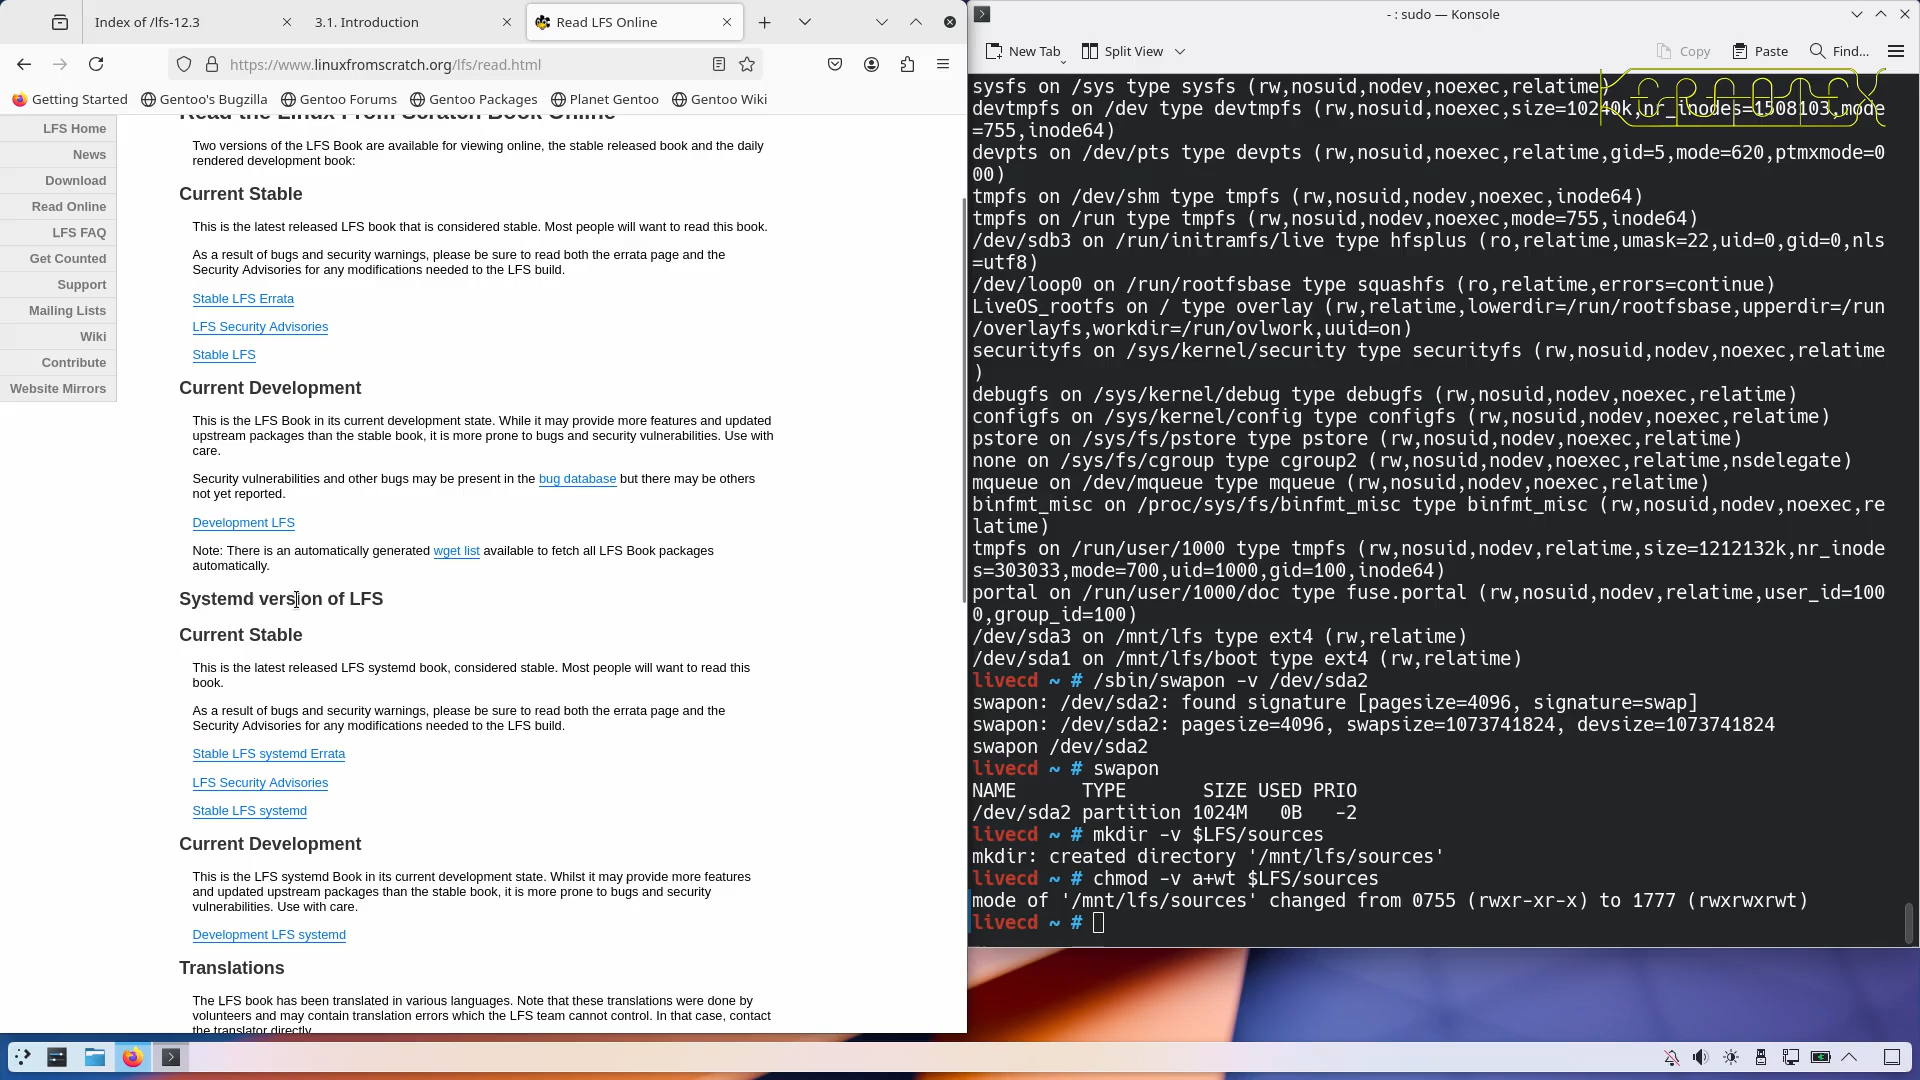 Index of /lfs-12.3
3.1. Introduction
Read LFS Online
https://www.linuxfromscratch.org/lfs/read.html
Getting Started
Gentoo's Bugzilla
Gentoo Forums
Gentoo Packages
Planet Gentoo
Gentoo Wiki
LFS Home
News
Download
Read Online
LFS FAQ
Get Counted
Support
Mailing Lists
Wiki
Contribute
Website Mirrors
Read the Linux From Scratch Book Online
Two versions of the LFS Book are available for viewing online, the stable released book and the daily
rendered development book:
Current Stable
This is the latest released LFS book that is considered stable. Most people will want to read this book.
As a result of bugs and security warnings, please be sure to read both the errata page and the
Security Advisories for any modifications needed to the LFS build.
Stable LFS Errata
LFS Security Advisories
Stable LFS
Current Development
This is the LFS Book in its current development state. While it may provide more features and updated
upstream packages than the stable book, it is more prone to bugs and security vulnerabilities. Use with
care.
Security vulnerabilities and other bugs may be present in the bug database but there may be others
not yet reported.
Development LFS
Note: There is an automatically generated wget list available to fetch all LFS Book packages
automatically.
Systemd version of LFS
Current Stable
This is the latest released LFS systemd book, considered stable. Most people will want to read this
book.
As a result of bugs and security warnings, please be sure to read both the errata page and the
Security Advisories for any modifications needed to the LFS build.
Stable LFS systemd Errata
LFS Security Advisories
Stable LFS systemd
Current Development
This is the LFS systemd Book in its current development state. Whilst it may provide more features
and updated upstream packages than the stable book, it is more prone to bugs and security
vulnerabilities. Use with care.
Development LFS systemd
Translations
The LFS book has been translated in various languages. Note that these translations were done by
volunteers and may contain translation errors which the LFS team cannot control. In that case, contact
the translator directly.
- : sudo — Konsole
New Tab
Split View
Copy
Paste
Find...
sysfs on /sys type sysfs (rw,nosuid,nodev,noexec,relatime)
devtmpfs on /dev type devtmpfs (rw,nosuid,noexec,size=10240k,nr_inodes=1508103,mode
=755,inode64)
devpts on /dev/pts type devpts (rw,nosuid,noexec,relatime,gid=5,mode=620,ptmxmode=0
00)
tmpfs on /dev/shm type tmpfs (rw,nosuid,nodev,noexec,inode64)
tmpfs on /run type tmpfs (rw,nosuid,nodev,noexec,mode=755,inode64)
/dev/sdb3 on /run/initramfs/live type hfsplus (ro,relatime,umask=22,uid=0,gid=0,nls
=utf8)
/dev/loop0 on /run/rootfsbase type squashfs (ro,relatime,errors=continue)
LiveOS_rootfs on / type overlay (rw,relatime,lowerdir=/run/rootfsbase,upperdir=/run
/overlayfs,workdir=/run/ovlwork,uuid=on)
securityfs on /sys/kernel/security type securityfs (rw,nosuid,nodev,noexec,relatime
)
debugfs on /sys/kernel/debug type debugfs (rw,nosuid,nodev,noexec,relatime)
configfs on /sys/kernel/config type configfs (rw,nosuid,nodev,noexec,relatime)
pstore on /sys/fs/pstore type pstore (rw,nosuid,nodev,noexec,relatime)
none on /sys/fs/cgroup type cgroup2 (rw,nosuid,nodev,noexec,relatime,nsdelegate)
mqueue on /dev/mqueue type mqueue (rw,nosuid,nodev,noexec,relatime)
binfmt_misc on /proc/sys/fs/binfmt_misc type binfmt_misc (rw,nosuid,nodev,noexec,re
latime)
tmpfs on /run/user/1000 type tmpfs (rw,nosuid,nodev,relatime,size=1212132k,nr_inode
s=303033,mode=700,uid=1000,gid=100,inode64)
portal on /run/user/1000/doc type fuse.portal (rw,nosuid,nodev,relatime,user_id=100
0,group_id=100)
/dev/sda3 on /mnt/lfs type ext4 (rw,relatime)
/dev/sda1 on /mnt/lfs/boot type ext4 (rw,relatime)
livecd ~ # /sbin/swapon -v /dev/sda2
swapon: /dev/sda2: found signature [pagesize=4096, signature=swap]
swapon: /dev/sda2: pagesize=4096, swapsize=1073741824, devsize=1073741824
swapon /dev/sda2
livecd ~ # swapon
NAME      TYPE       SIZE USED PRIO
/dev/sda2 partition 1024M   0B   -2
livecd ~ # mkdir -v $LFS/sources
mkdir: created directory '/mnt/lfs/sources'
livecd ~ # chmod -v a+wt $LFS/sources
mode of '/mnt/lfs/sources' changed from 0755 (rwxr-xr-x) to 1777 (rwxrwxrwt)
livecd ~ #